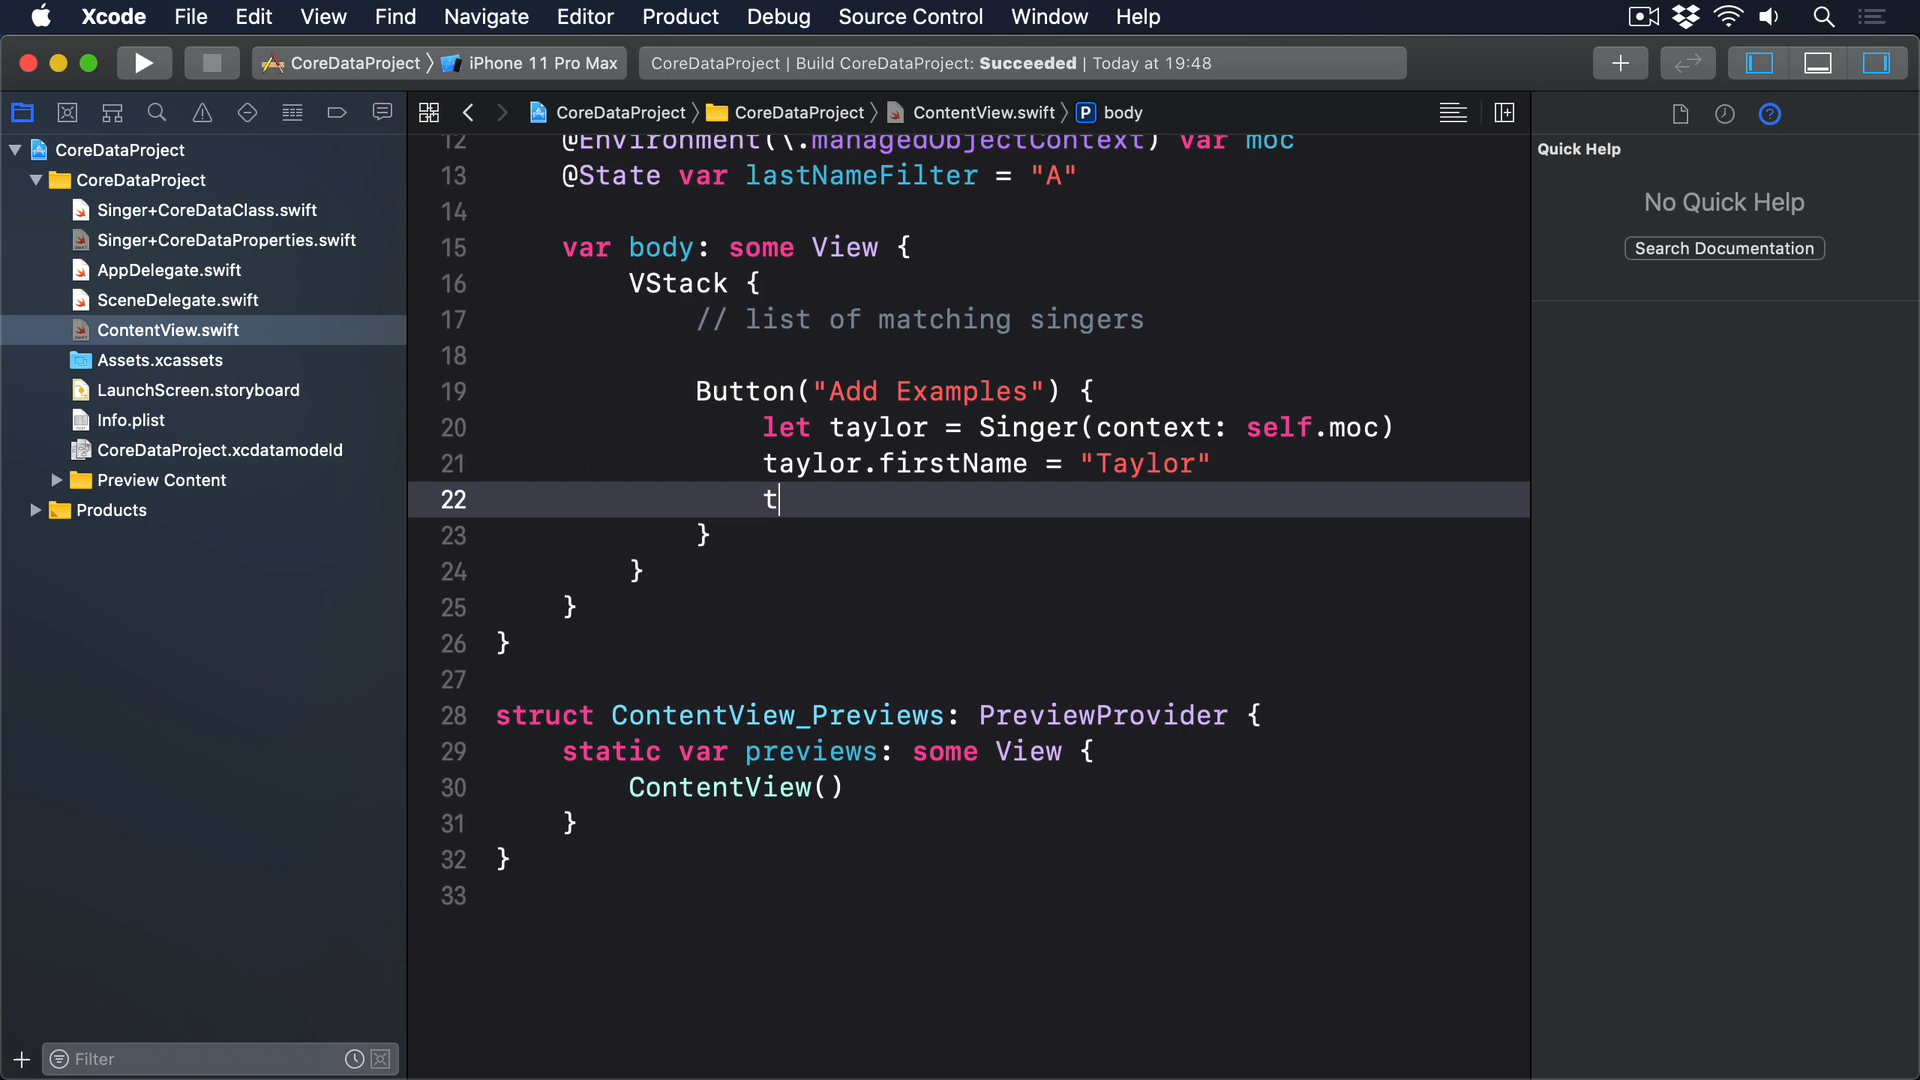 Xcode File Edit View Find Navigate Editor Product Debug Source Control Window Help
CoreDataProject iPhone 11 Pro Max CoreDataProject | Build CoreDataProject: Succeeded | Today at 19:48
CoreDataProject CoreDataProject ContentView.swift P body
CoreDataProject
CoreDataProject
Singer+CoreDataClass.swift
Singer+CoreDataProperties.swift
AppDelegate.swift
SceneDelegate.swift
ContentView.swift
Assets.xcassets
LaunchScreen.storyboard
Info.plist
CoreDataProject.xcdatamodeld
Preview Content
Products
Filter
12 @Environment(\.managedObjectContext) var moc
13 @State var lastNameFilter = "A"
14
15 var body: some View {
16 VStack {
17 // list of matching singers
18
19 Button("Add Examples") {
20 let taylor = Singer(context: self.moc)
21 taylor.firstName = "Taylor"
22 t
23 }
24 }
25 }
26 }
27
28 struct ContentView_Previews: PreviewProvider {
29 static var previews: some View {
30 ContentView()
31 }
32 }
33
Quick Help
No Quick Help
Search Documentation